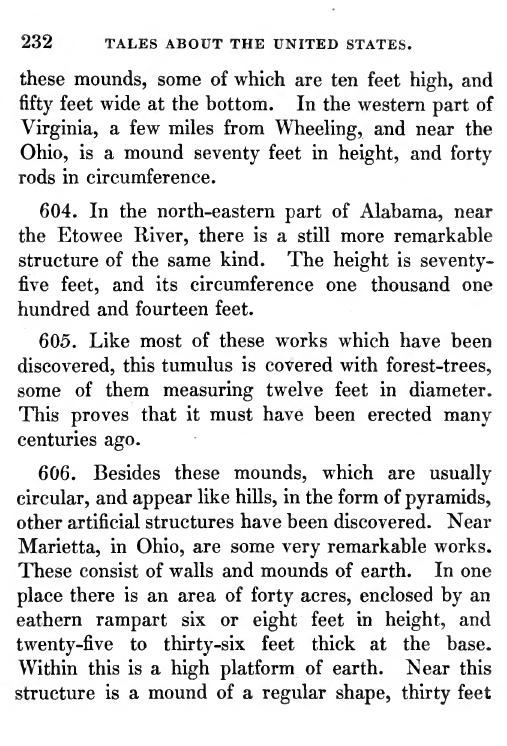 232 TALES ABOUT THE UNITED STATES.
these mounds, some of which are ten feet high, and
fifty feet wide at the bottom. In the western part of
Virginia, a few miles from Wheeling, and near the
Ohio, is a mound seventy feet in height, and forty
rods in circumference.
604. In the north-eastern part of Alabama, near
the Etowee River, there is a still more remarkable
structure of the same kind. The height is seventy-
five feet, and its circumference one thousand one
hundred and fourteen feet.
605. Like most of these works which have been
discovered, this tumulus is covered with forest-trees,
some of them measuring twelve feet in diameter.
This proves that it must have been erected many
centuries ago.
606. Besides these mounds, which are usually
circular, and appear like hills, in the form of pyramids,
other artificial structures have been discovered. Near
Marietta, in Ohio, are some very remarkable works.
These consist of walls and mounds of earth. In one
place there is an area of forty acres, enclosed by an
eathern rampart six or eight feet in height, and
twenty-five to thirty-six feet thick at the base.
Within this is a high platform of earth. Near this
structure is a mound of a regular shape, thirty feet